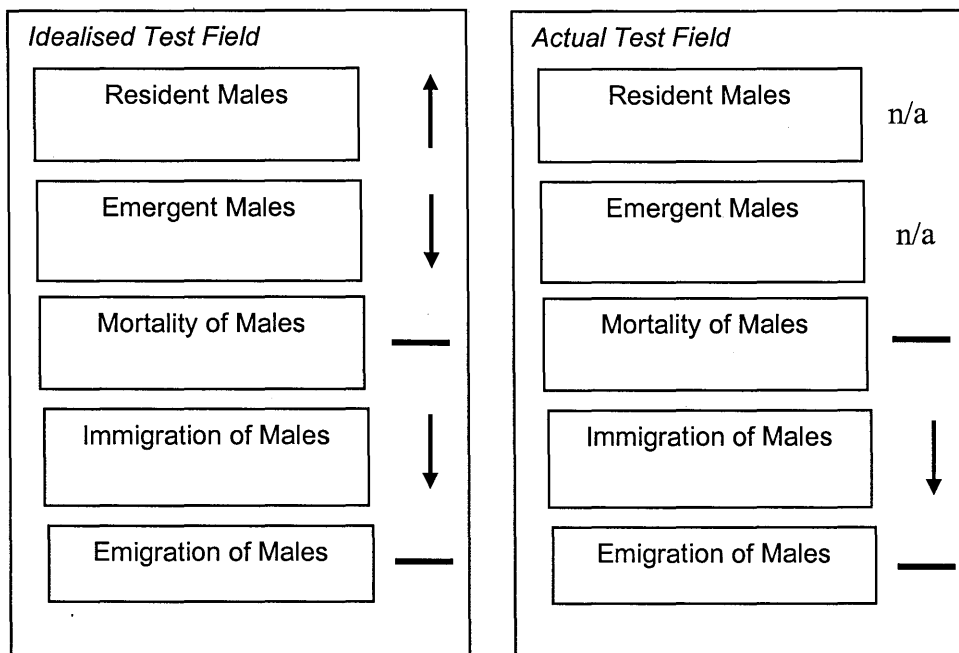 Idealised Test Field
Resident Males
Emergent Males
Mortality of Males
Immigration of Males
Emigration of Males
Actual Test Field
Resident Males
n/a
Emergent Males
n/a
Mortality of Males
Immigration of Males
Emigration of Males